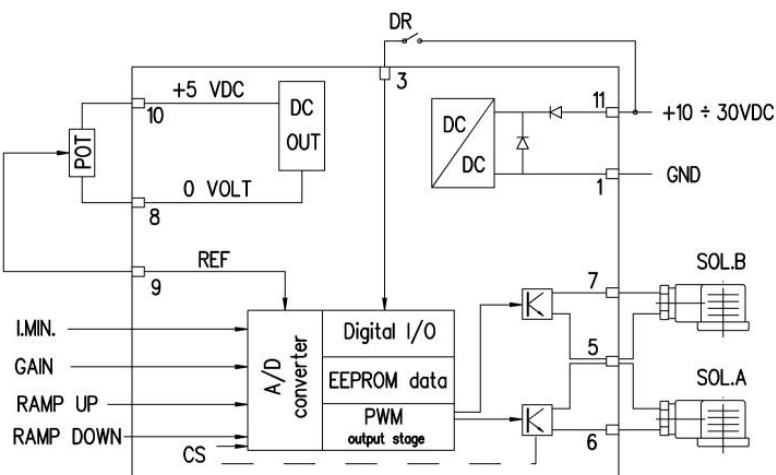 DR
3
+5 VDC
10
DC
OUT
POT
0 VOLT
8
DC
DC
11
+10 ÷ 30VDC
1
GND
REF
9
7
SOL.B
I.MIN.
GAIN
RAMP UP
RAMP DOWN
CS
A/D
converter
Digital I/O
EEPROM data
PWM
output stage
5
SOL.A
6